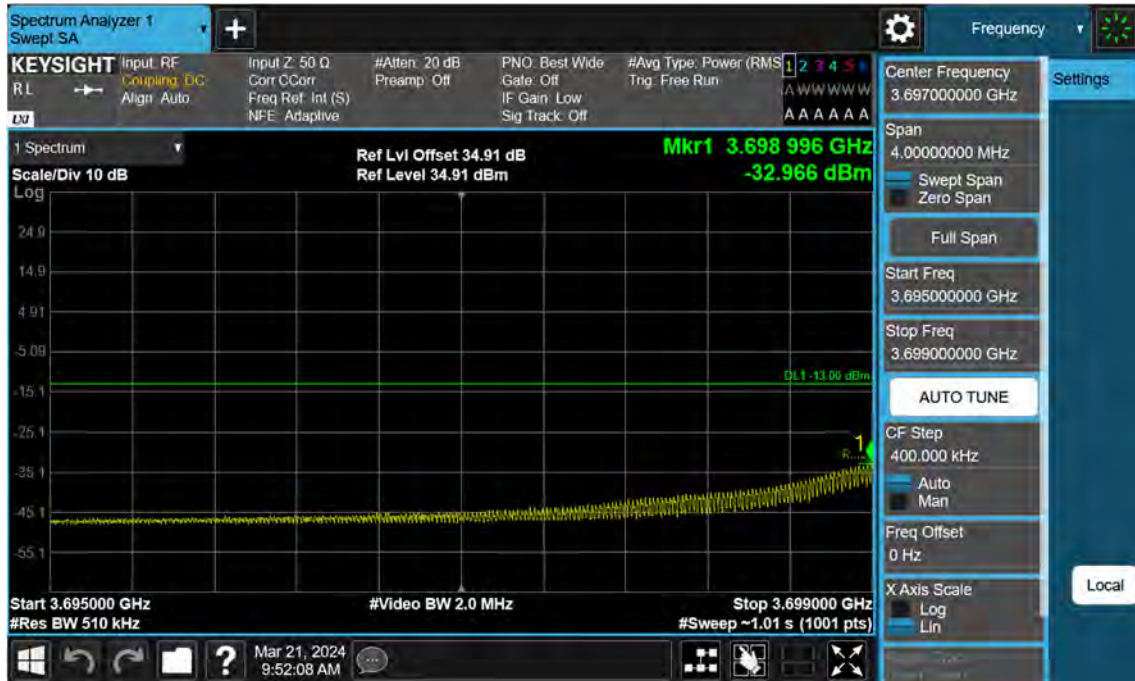 Spectrum Analyzer 1
Swept SA
Frequency
KEYSIGHT
RL
LXI
Input: RF
Coupling: DC
Align: Auto
Input Z: 50 Ω
Corr CCorr
Freq Ref: Int (S)
NFE: Adaptive
#Atten: 20 dB
Preamp: Off
PNO: Best Wide
Gate: Off
IF Gain: Low
Sig Track: Off
#Avg Type: Power (RMS
Trig: Free Run
1 2 3 4 5 6
A W W W W W
A A A A A A
1 Spectrum
Scale/Div 10 dB
Ref Lvl Offset 34.91 dB
Ref Level 34.91 dBm
Mkr1 3.698 996 GHz
-32.966 dBm
Log
24.9
14.9
4.91
-5.09
-15.1
-25.1
-35.1
-45.1
-55.1
DL1 -13.00 dBm
1
Start 3.695000 GHz
#Res BW 510 kHz
#Video BW 2.0 MHz
Stop 3.699000 GHz
#Sweep ~1.01 s (1001 pts)
Center Frequency
3.697000000 GHz
Span
4.00000000 MHz
Swept Span
Zero Span
Full Span
Start Freq
3.695000000 GHz
Stop Freq
3.699000000 GHz
AUTO TUNE
CF Step
400.000 kHz
Auto
Man
Freq Offset
0 Hz
X Axis Scale
Log
Lin
Settings
Local
?
Mar 21, 2024
9:52:08 AM